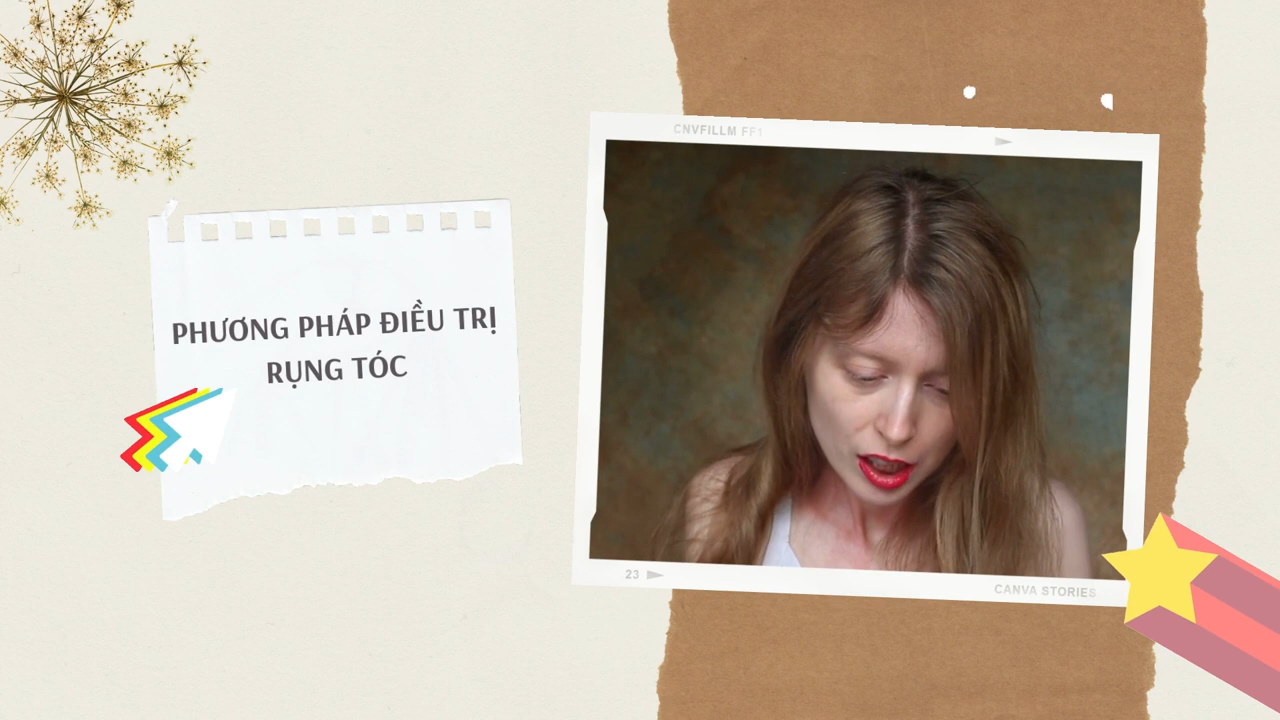 CNVFILLM FF1
PHƯƠNG PHÁP ĐIỀU TRỊ
RỤNG TÓC
23
CANVA STORIES